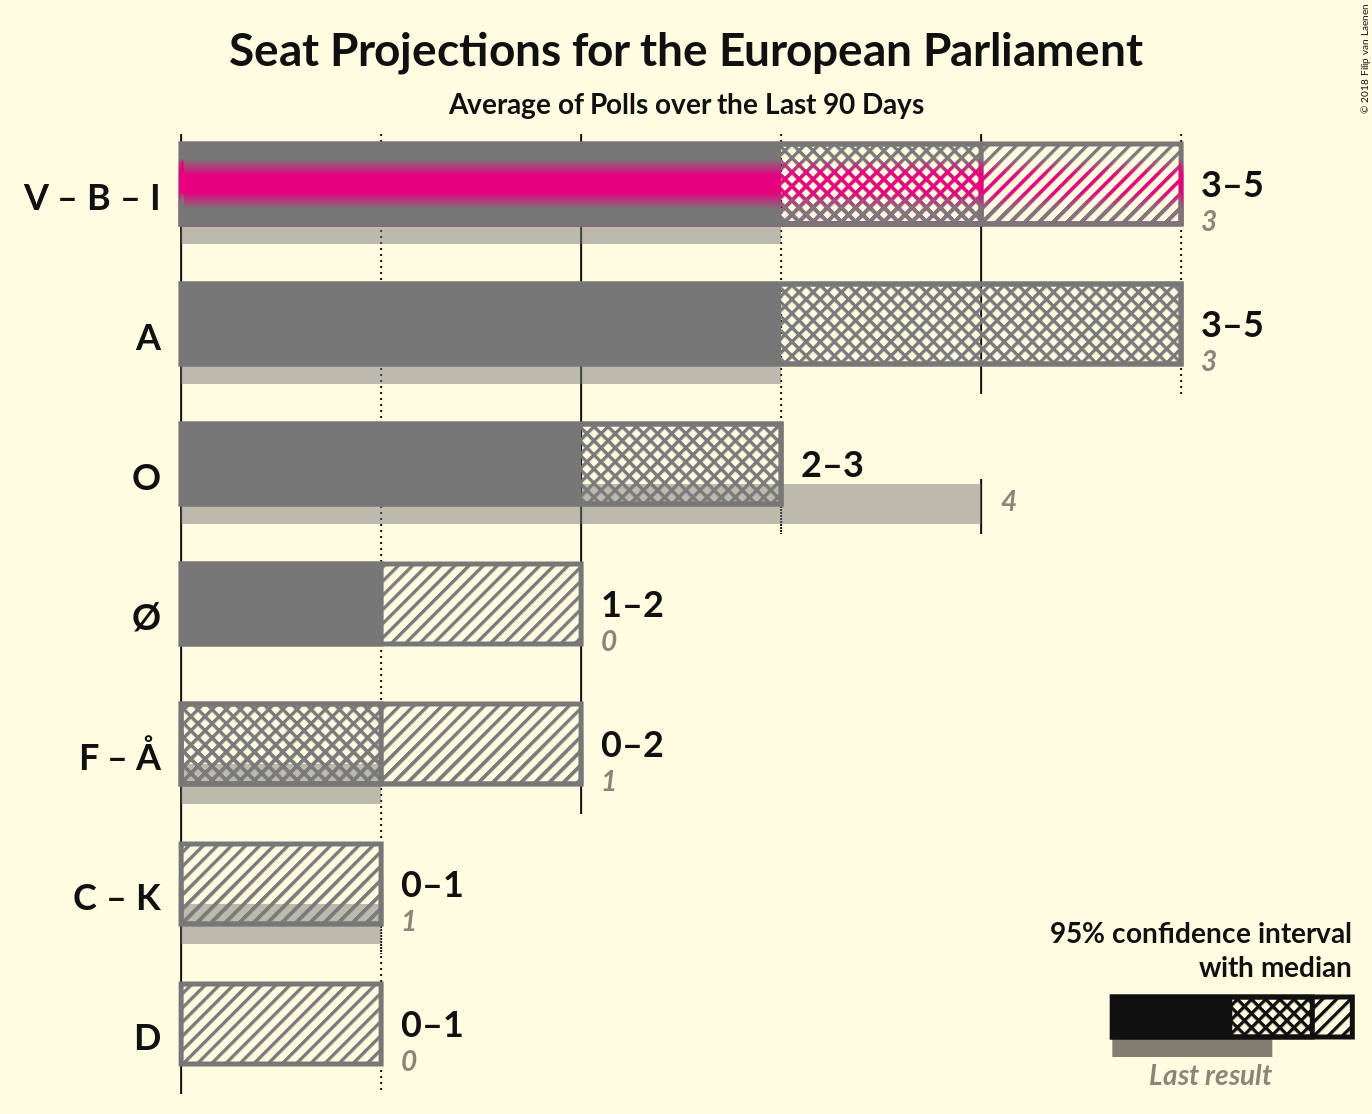 Seat Projections for the European Parliament
Average of Polls over the Last 90 Days
© 2018 Filip van Laenen
V – B – I
3–5
3
A
3–5
3
O
2–3
4
Ø
1–2
0
F – Å
0–2
1
C – K
0–1
1
D
0–1
0
95% confidence interval
with median
Last result